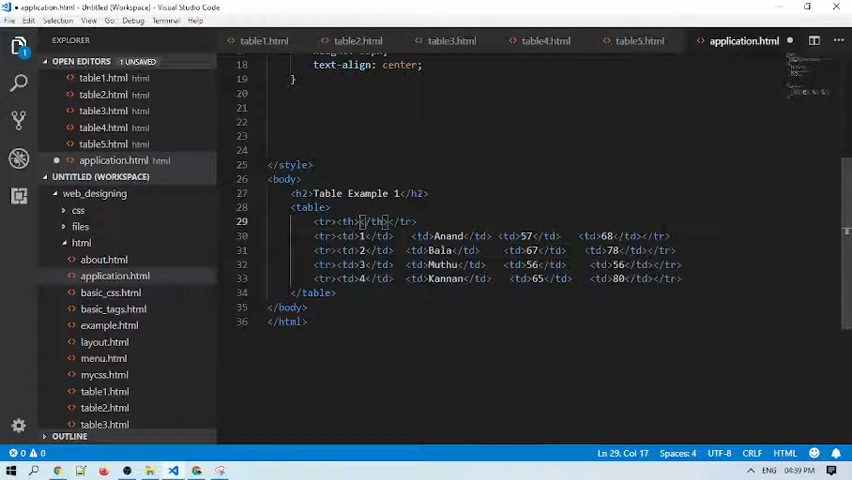 application.html - Untitled (Workspace) - Visual Studio Code
File Edit Selection View Go Debug Terminal Help
EXPLORER
table1.html table2.html table3.html table4.html table5.html application.html
OPEN EDITORS 1 UNSAVED
table1.html html
table2.html html
table3.html html
table4.html html
table5.html html
application.html html
UNTITLED (WORKSPACE)
web_designing
css
files
html
about.html
application.html
basic_css.html
basic_tags.html
example.html
layout.html
menu.html
mycss.html
table1.html
table2.html
table3.html
OUTLINE
18 text-align: center;
19 }
20
21
22
23
24
25 </style>
26 <body>
27 <h2>Table Example 1</h2>
28 <table>
29 <tr><th></th></tr>
30 <tr><td>1</td> <td>Anand</td> <td>57</td> <td>68</td></tr>
31 <tr><td>2</td> <td>Bala</td> <td>67</td> <td>78</td></tr>
32 <tr><td>3</td> <td>Muthu</td> <td>56</td> <td>56</td></tr>
33 <tr><td>4</td> <td>Kannan</td> <td>65</td> <td>80</td></tr>
34 </table>
35 </body>
36 </html>
0 0 Ln 29, Col 17 Spaces: 4 UTF-8 CRLF HTML 1
ENG 04:39 PM